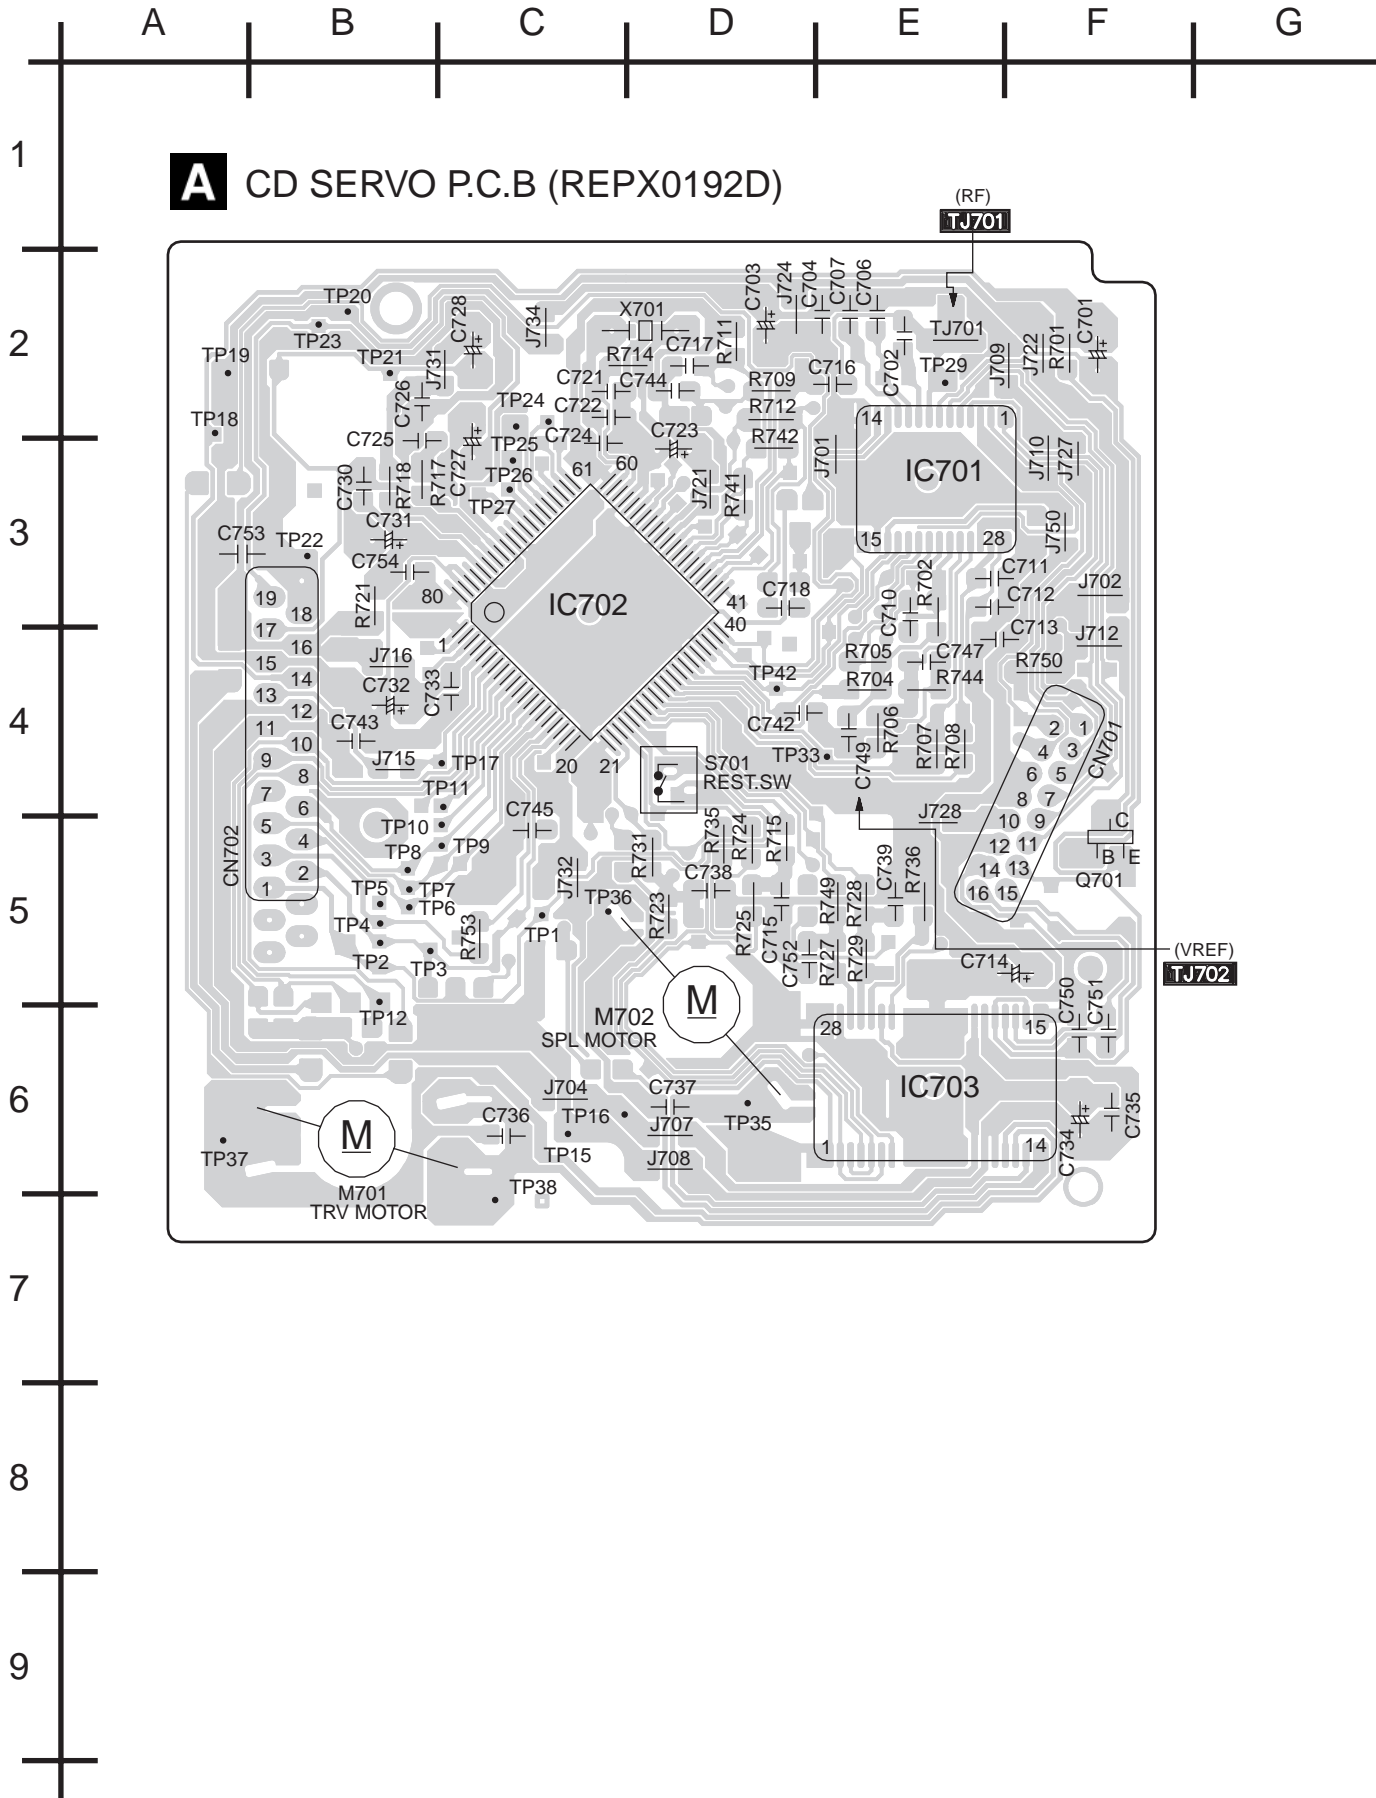 A B C D E F G
1
A CD SERVO P.C.B (REPX0192D)
(RF)
TJ701
2
TP20
TP23
TP19
TP21
TP18
C728
J731
C726
C725
J734
X701
R714
C717
R711
C703
J724
C704
C707
C706
C721
C744
C722
C724
TP24
TP25
TP26
TP27
R709
R712
R742
C716
C702
TJ701
TP29
J709
J722
R701
C701
3
C730
R718
R717
C727
C723
J721
R741
J701
14
1
IC701
15
28
J710
J727
J750
61
60
C731
C754
C753
TP22
R721
80
IC702
41
40
1
20
21
C718
C710
R702
C711
C712
C713
J702
J712
19
18
17
16
15
14
13
12
11
10
9
8
7
6
5
4
3
2
1
CN702
4
J716
C732
C733
C743
J715
TP17
TP11
TP10
TP9
TP8
S701
REST.SW
TP42
C742
TP33
R705
R704
C747
R744
R750
C749
R706
R707
R708
J728
2 1
4 3
6 5
8 7
10 9
12 11
14 13
16 15
CN701
C
B E
Q701
5
C745
J732
R731
R735
R724
R715
C738
TP5
TP7
TP6
TP4
TP2
TP3
R753
TP1
TP36
R723
R725
C715
C752
R749
R728
C739
R736
R727
R729
C714
(VREF)
TJ702
C750
C751
TP12
M
M702
SPL MOTOR
28
15
IC703
1
14
6
J704
C737
TP16
J707
J708
TP35
C736
TP15
C734
C735
TP37
M
M701
TRV MOTOR
TP38
7
8
9